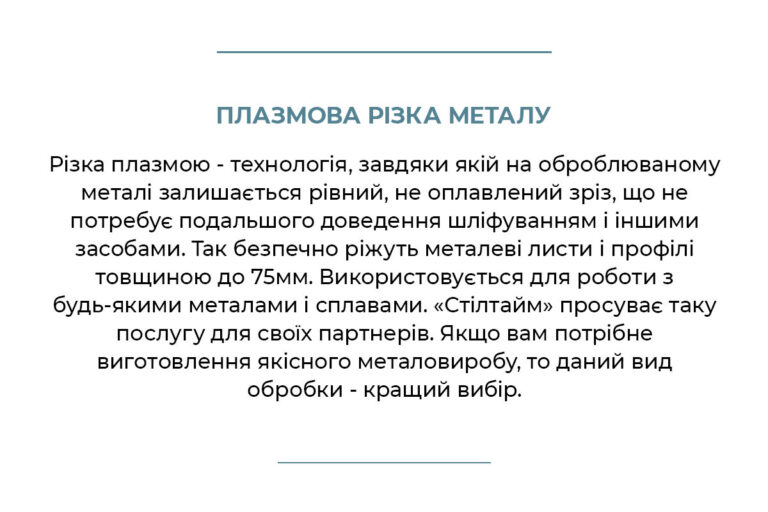 ПЛАЗМОВА РІЗКА МЕТАЛУ
Різка плазмою - технологія, завдяки якій на оброблюваному
металі залишається рівний, не оплавлений зріз, що не
потребує подальшого доведення шліфуванням і іншими
засобами. Так безпечно ріжуть металеві листи і профілі
товщиною до 75мм. Використовується для роботи з
будь-якими металами і сплавами. «Стілтайм» просуває таку
послугу для своїх партнерів. Якщо вам потрібне
виготовлення якісного металовиробу, то даний вид
обробки - кращий вибір.